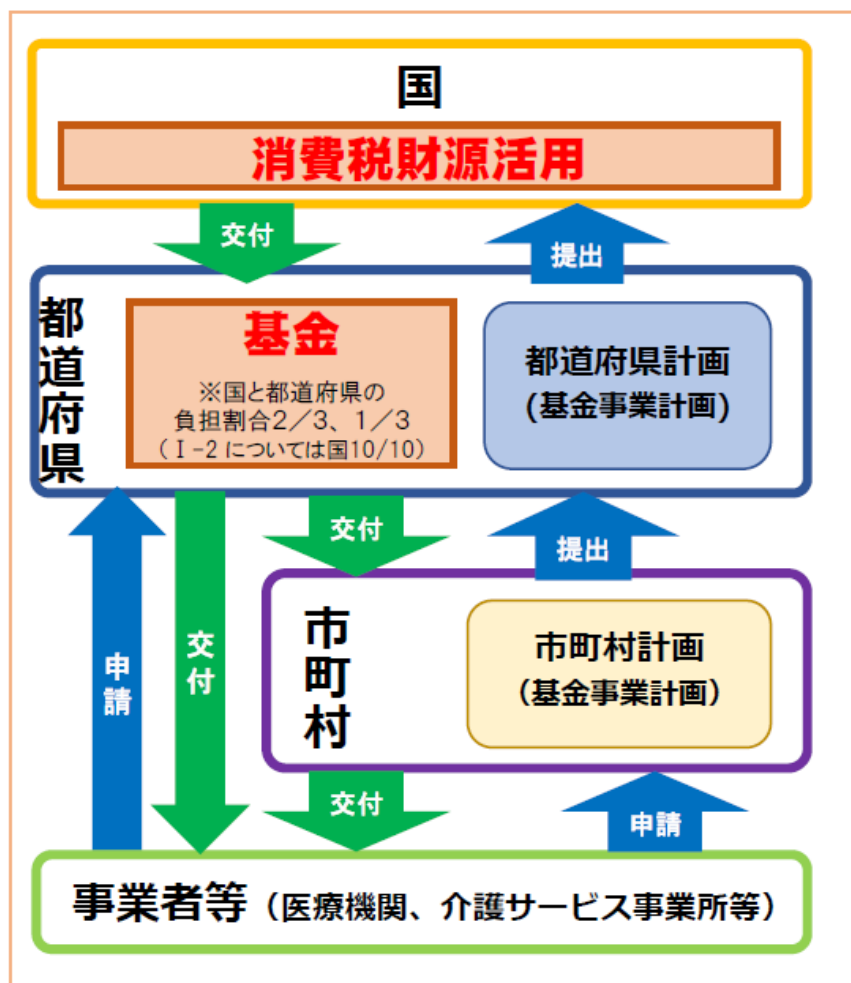 国
消費税財源活用
交付
提出
都道府県
基金
※国と都道府県の
負担割合2／3、1／3
（Ⅰ-2 については国10/10）
都道府県計画
(基金事業計画)
交付
提出
申請
交付
市町村
市町村計画
（基金事業計画）
交付
申請
事業者等（医療機関、介護サービス事業所等）